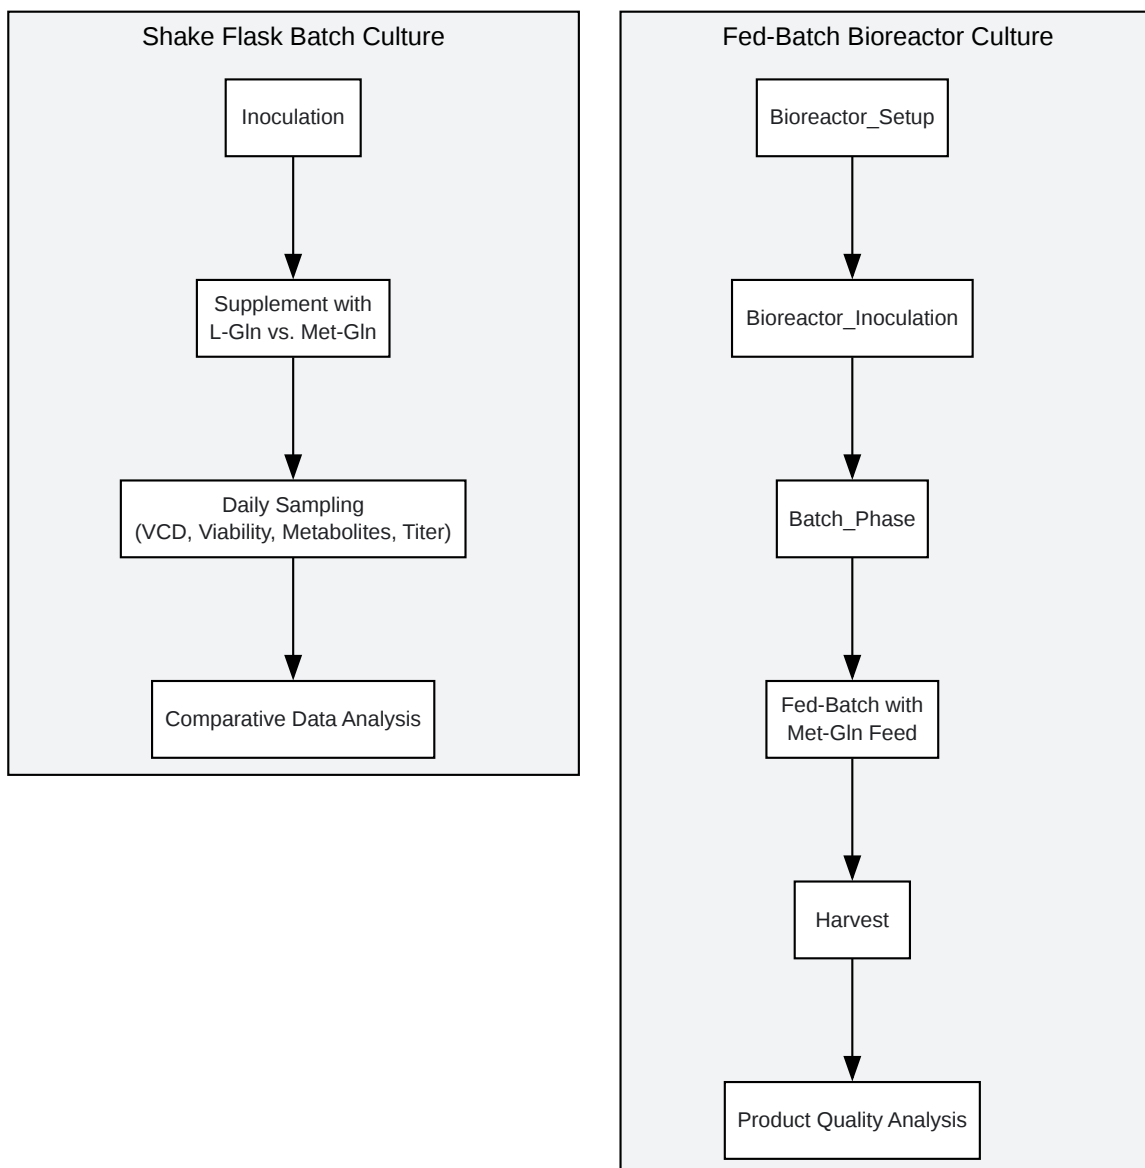 Shake Flask Batch Culture
Inoculation
Supplement with
L-Gln vs. Met-Gln
Daily Sampling
(VCD, Viability, Metabolites, Titer)
Comparative Data Analysis
Fed-Batch Bioreactor Culture
Bioreactor_Setup
Bioreactor_Inoculation
Batch_Phase
Fed-Batch with
Met-Gln Feed
Harvest
Product Quality Analysis